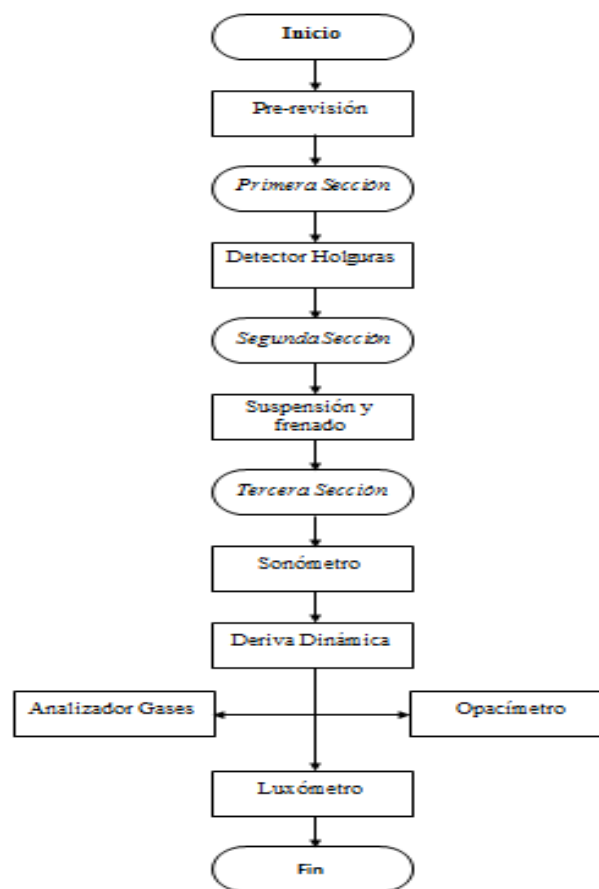 Inicio
Pre-revisión
Primera Sección
Detector Holguras
Segunda Sección
Suspensión y
frenado
Tercera Sección
Sonómetro
Deriva Dinámica
Analizador Gases
Opacímetro
Luxómetro
Fin